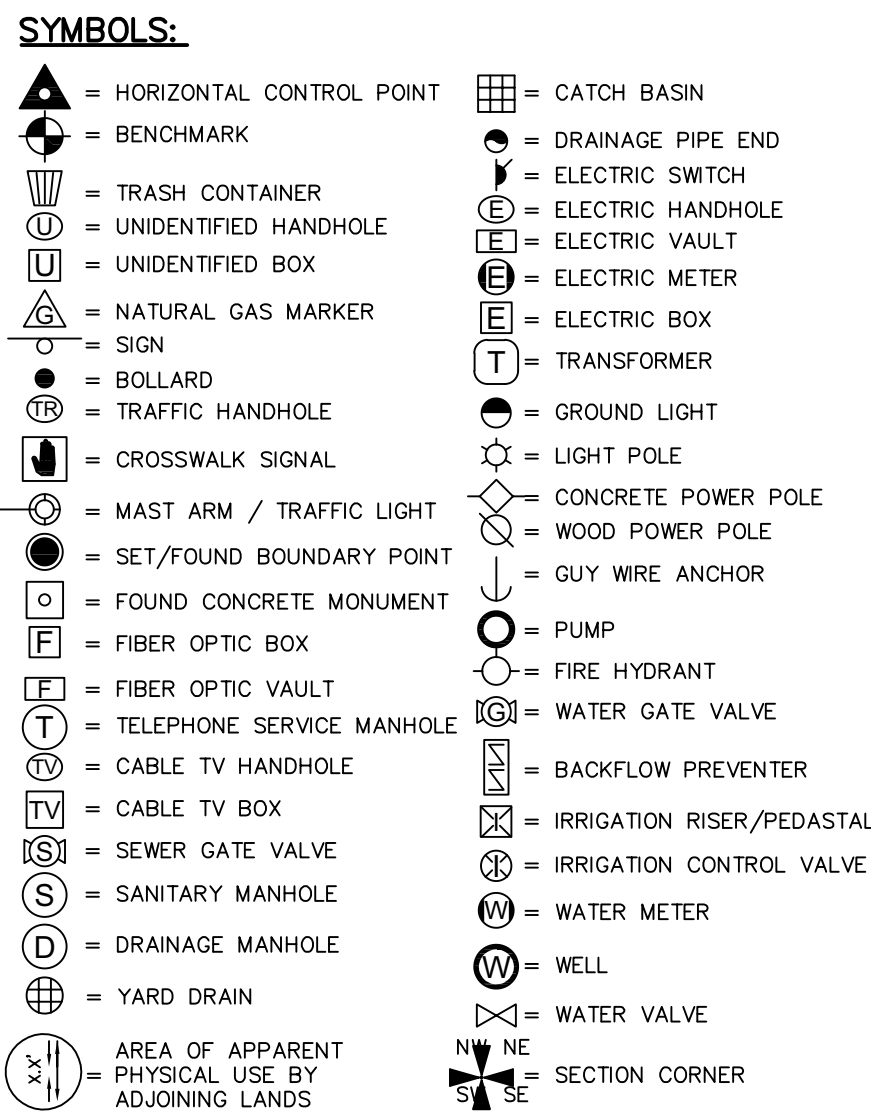 SYMBOLS:
= HORIZONTAL CONTROL POINT
= BENCHMARK
= TRASH CONTAINER
U = UNIDENTIFIED HANDHOLE
U = UNIDENTIFIED BOX
G = NATURAL GAS MARKER
= SIGN
= BOLLARD
TR = TRAFFIC HANDHOLE
= CROSSWALK SIGNAL
= MAST ARM / TRAFFIC LIGHT
= SET/FOUND BOUNDARY POINT
= FOUND CONCRETE MONUMENT
F = FIBER OPTIC BOX
F = FIBER OPTIC VAULT
T = TELEPHONE SERVICE MANHOLE
TV = CABLE TV HANDHOLE
TV = CABLE TV BOX
S = SEWER GATE VALVE
S = SANITARY MANHOLE
D = DRAINAGE MANHOLE
= YARD DRAIN
AREA OF APPARENT
x.x' = PHYSICAL USE BY
ADJOINING LANDS
= CATCH BASIN
= DRAINAGE PIPE END
= ELECTRIC SWITCH
E = ELECTRIC HANDHOLE
E = ELECTRIC VAULT
E = ELECTRIC METER
E = ELECTRIC BOX
T = TRANSFORMER
= GROUND LIGHT
= LIGHT POLE
= CONCRETE POWER POLE
= WOOD POWER POLE
= GUY WIRE ANCHOR
= PUMP
= FIRE HYDRANT
G = WATER GATE VALVE
= BACKFLOW PREVENTER
= IRRIGATION RISER/PEDASTAL
= IRRIGATION CONTROL VALVE
W = WATER METER
W = WELL
= WATER VALVE
NW NE
= SECTION CORNER
SW SE